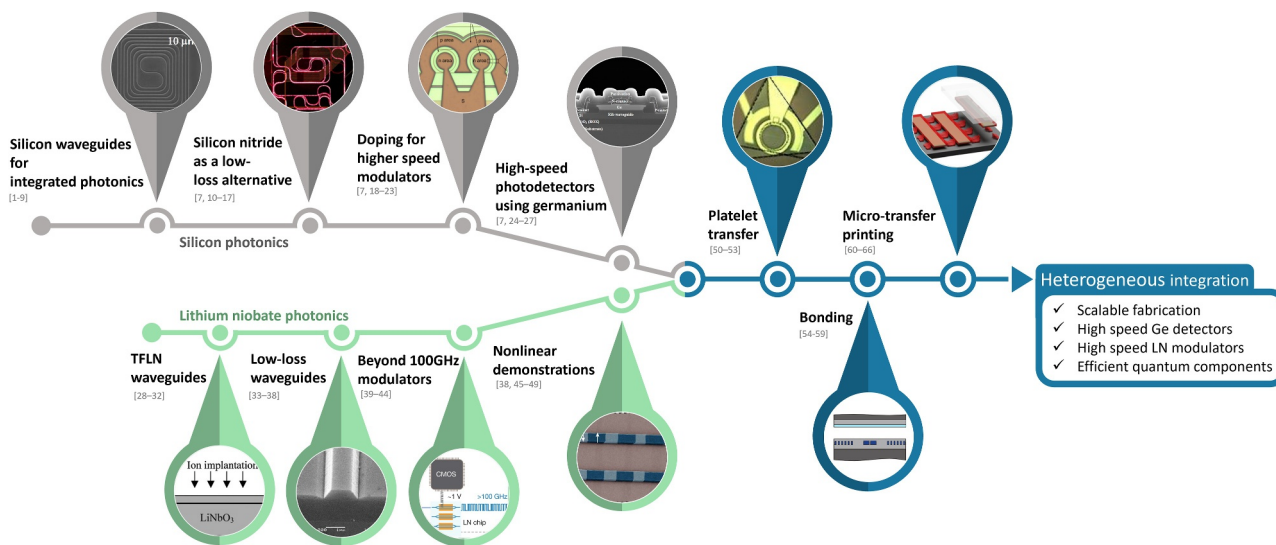 10 μm
p area
p area
n area
n area
Silicon waveguides
for
integrated photonics
[1-9]
Silicon nitride
as a low-
loss alternative
[7, 10–17]
Doping for
higher speed
modulators
[7, 18–23]
High-speed
photodetectors
using germanium
[7, 24–27]
Silicon photonics
Platelet
transfer
[50–53]
Micro-transfer
printing
[60–66]
Heterogeneous integration
✓ Scalable fabrication
✓ High speed Ge detectors
✓ High speed LN modulators
✓ Efficient quantum components
Lithium niobate photonics
Bonding
[54-59]
TFLN
waveguides
[28–32]
Low-loss
waveguides
[33–38]
Beyond 100GHz
modulators
[39–44]
Nonlinear
demonstrations
[38, 45–49]
Ion implantation
LiNbO3
CMOS
~1 V
>100 GHz
LN chip